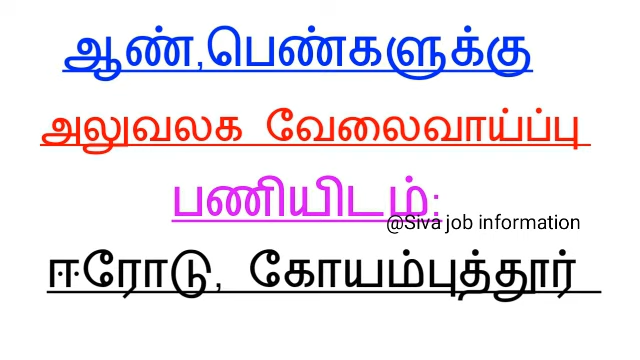 ஆண்,பெண்களுக்கு
அலுவலக வேலைவாய்ப்பு
பணியிடம்:
@Siva job information
ஈரோடு, கோயம்புத்தூர்